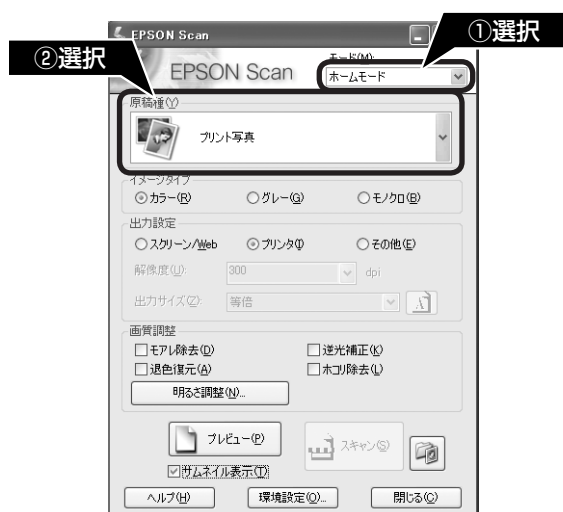 EPSON Scan
①選択
②選択
EPSON Scan
モード(M):
ホームモード
原稿種(Y)
プリント写真
イメージタイプ
カラー(R) グレー(G) モノクロ(B)
出力設定
スクリーン/Web プリンタ(I) その他(E)
解像度(U): 300 dpi
出力サイズ(Z): 等倍
画質調整
モアレ除去(D) 逆光補正(K)
退色復元(A) ホコリ除去(L)
明るさ調整(N)...
プレビュー(P) スキャン(S)
サムネイル表示(T)
ヘルプ(H) 環境設定(O)... 閉じる(C)